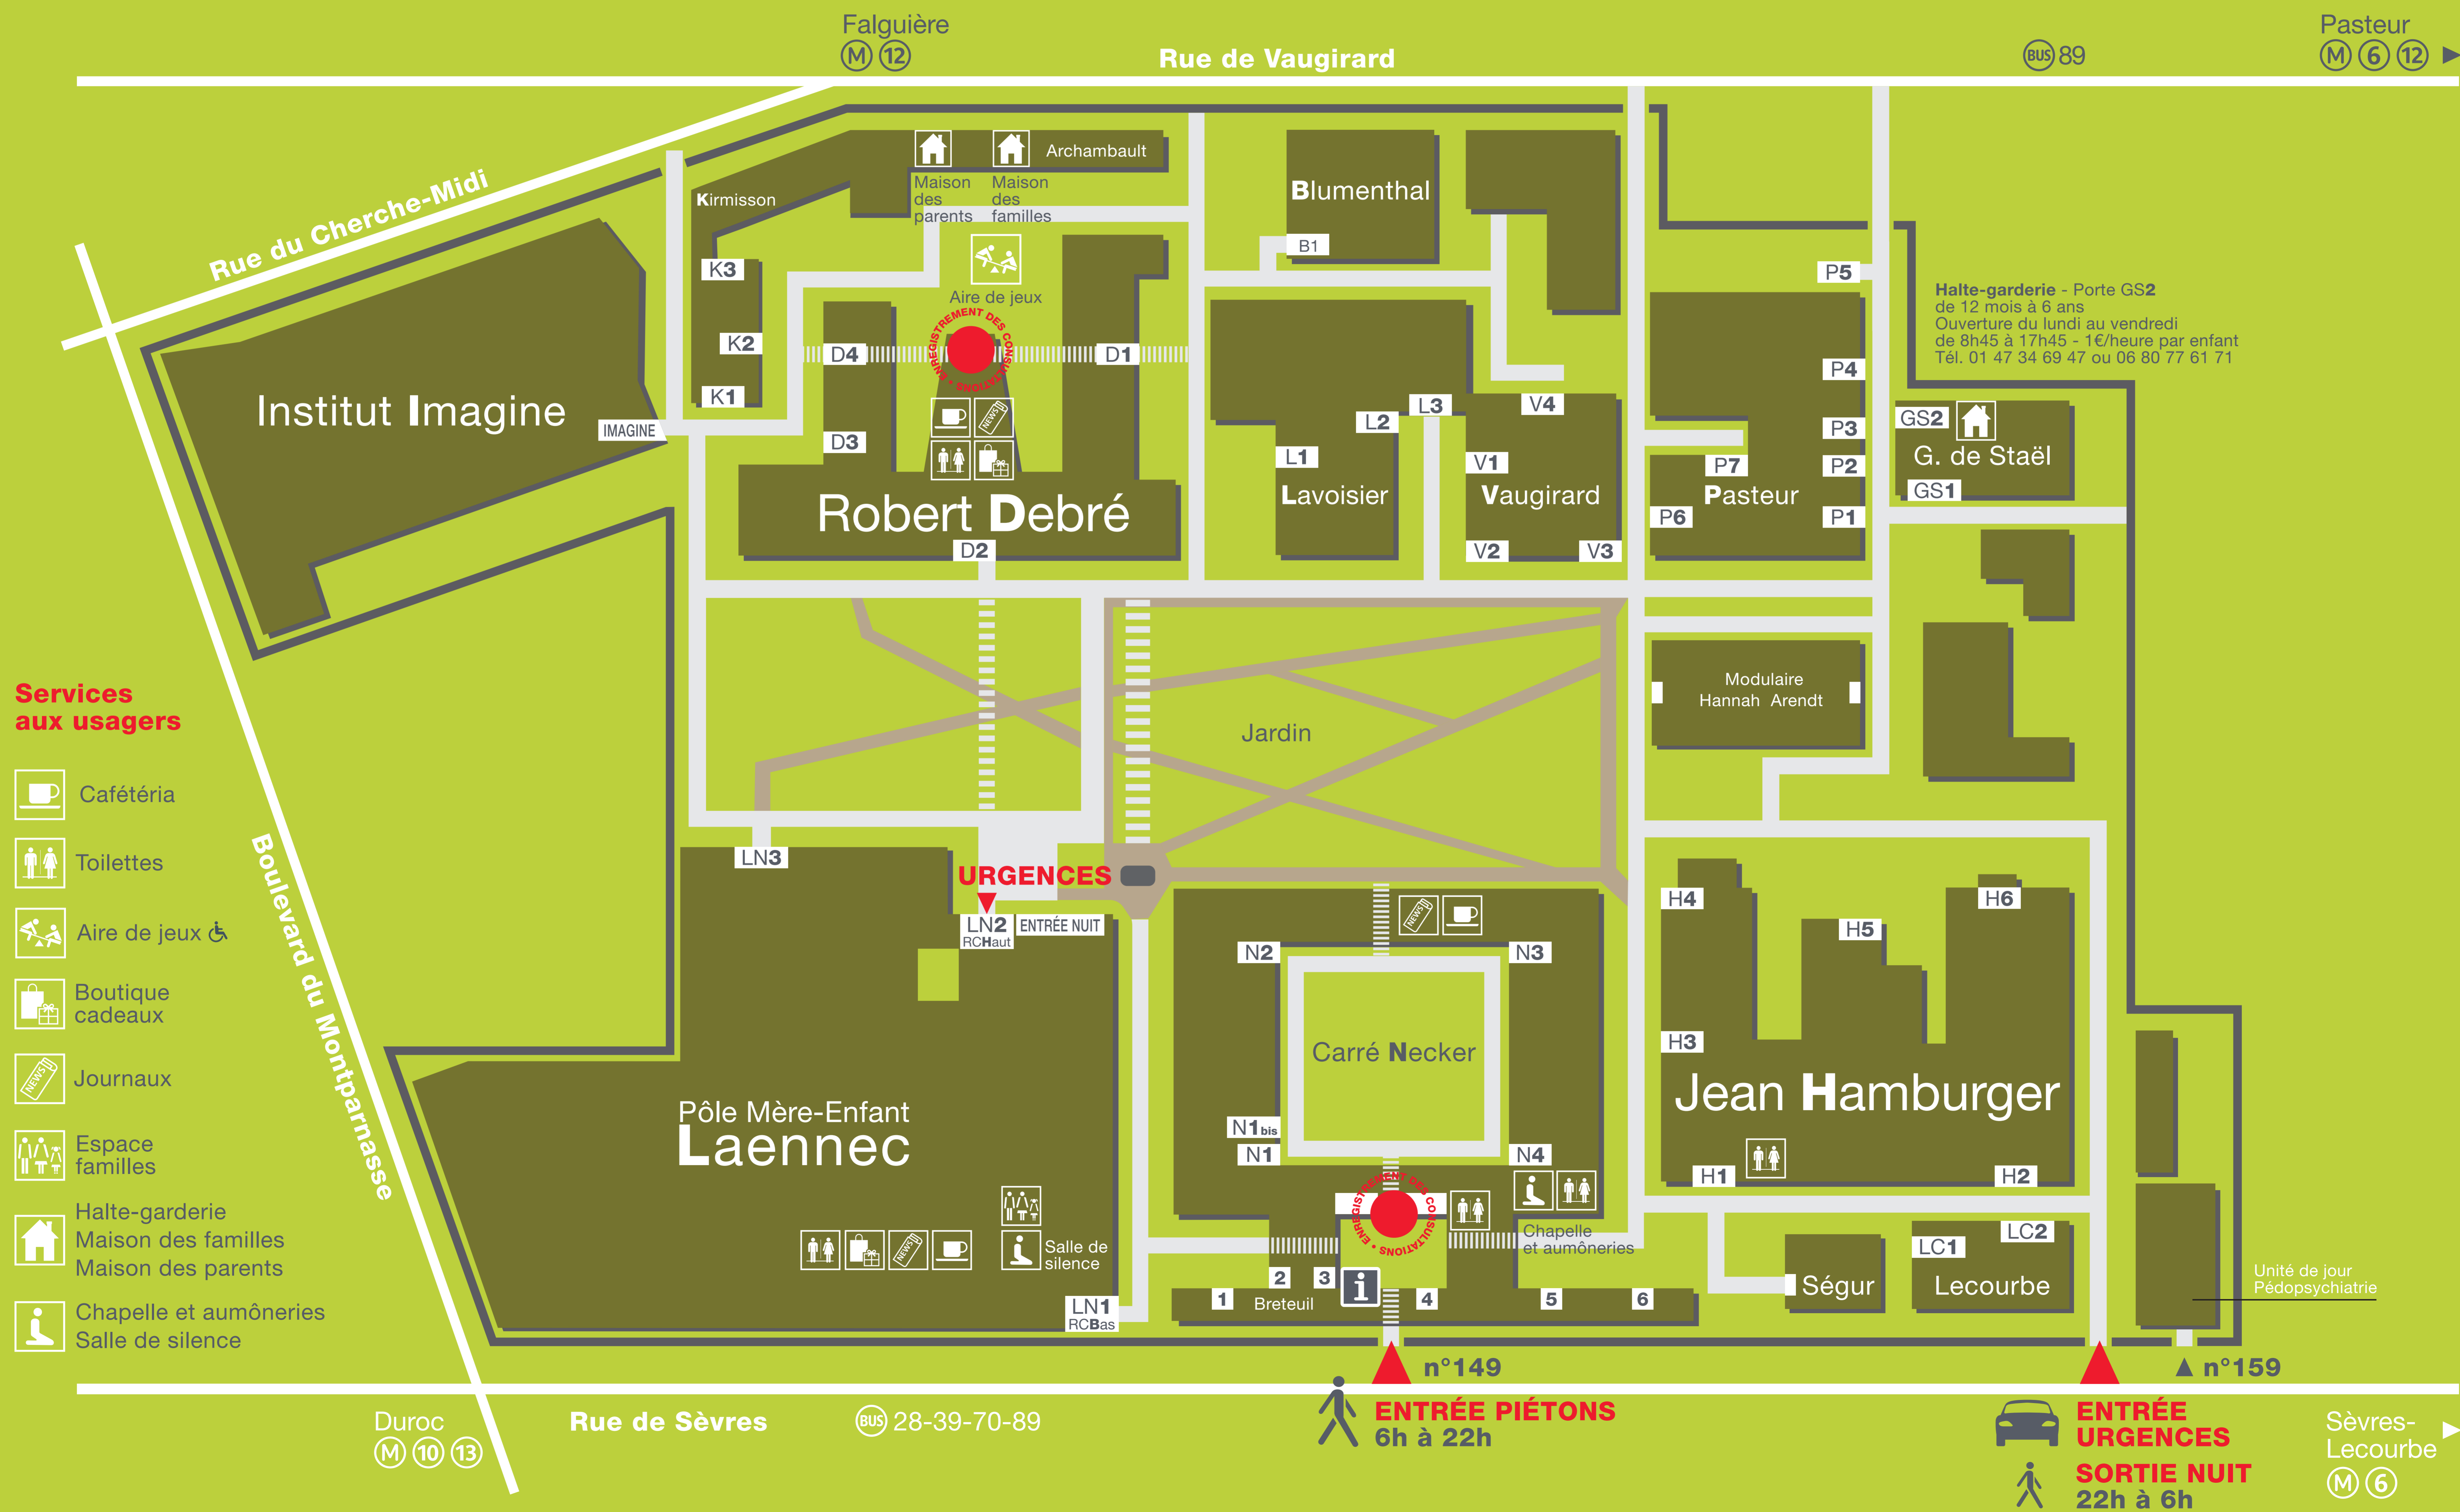 Falguière
M 12
Rue de Vaugirard
BUS 89
Pasteur
M 6 12
Rue du Cherche-Midi
Kirmisson
Archambault
Maison des parents
Maison des familles
Blumenthal
B1
K3
K2
K1
Aire de jeux
ENREGISTREMENT DES CONSULTATIONS •
D4
D1
D3
NEWS
Institut Imagine
IMAGINE
Robert Debré
D2
L3
L2
L1
Lavoisier
V4
V1
Vaugirard
V2
V3
P5
P4
P3
P7
P2
Pasteur
P6
P1
Halte-garderie - Porte GS2
de 12 mois à 6 ans
Ouverture du lundi au vendredi
de 8h45 à 17h45 - 1€/heure par enfant
Tél. 01 47 34 69 47 ou 06 80 77 61 71
GS2
G. de Staël
GS1
Modulaire
Hannah Arendt
Jardin
Services
aux usagers
Cafétéria
Toilettes
Aire de jeux
Boutique
cadeaux
NEWS
Journaux
Espace
familles
Halte-garderie
Maison des familles
Maison des parents
Chapelle et aumôneries
Salle de silence
Boulevard du Montparnasse
LN3
URGENCES
LN2
RCHaut
ENTRÉE NUIT
Pôle Mère-Enfant
Laennec
NEWS
Salle de
silence
LN1
RCBas
NEWS
N2
N3
Carré Necker
N1bis
N1
N4
ENREGISTREMENT DES CONSULTATIONS •
Chapelle
et aumôneries
2
3
i
1
Breteuil
4
5
6
H4
H6
H5
H3
Jean Hamburger
H1
H2
LC2
LC1
Ségur
Lecourbe
Unité de jour
Pédopsychiatrie
n°149
n°159
Duroc
M 10 13
Rue de Sèvres
BUS 28-39-70-89
ENTRÉE PIÉTONS
6h à 22h
ENTRÉE
URGENCES
SORTIE NUIT
22h à 6h
Sèvres-
Lecourbe
M 6